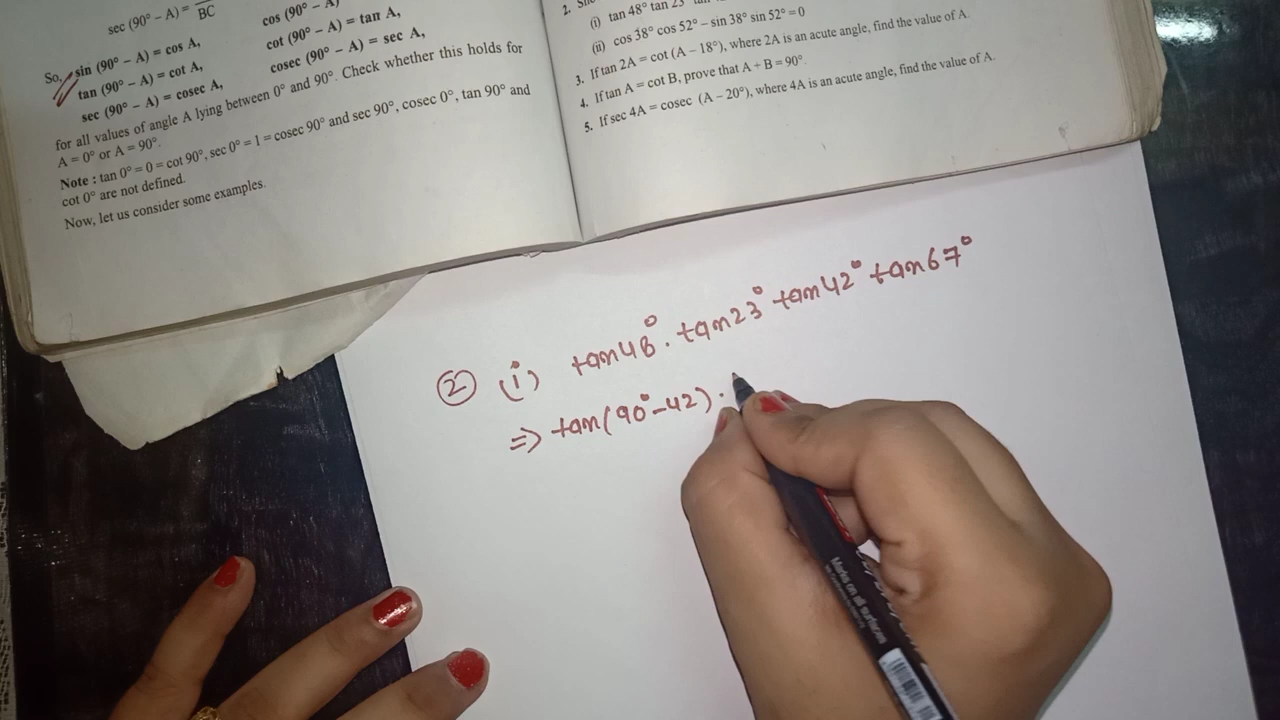 sec (90° – A) =
BC
cos (90° – A)
So, sin (90° – A) = cos A,
cot (90° – A) = tan A,
tan (90° – A) = cot A,
cosec (90° – A) = sec A,
sec (90° – A) = cosec A,
for all values of angle A lying between 0° and 90°. Check whether this holds for
A = 0° or A = 90°.
Note : tan 0° = 0 = cot 90°, sec 0° = 1 = cosec 90° and sec 90°, cosec 0°, tan 90° and
cot 0° are not defined.
Now, let us consider some examples.
2.
(i) tan 48° tan 23°
(ii) cos 38° cos 52° – sin 38° sin 52° = 0
3. If tan 2A = cot (A – 18°), where 2A is an acute angle, find the value of A.
4. If tan A = cot B, prove that A + B = 90°.
5. If sec 4A = cosec (A – 20°), where 4A is an acute angle, find the value of A.
② (i) tan48°. tan23° tan42° tan67°
⇒ tan(90°-42).
Marks on all surfaces